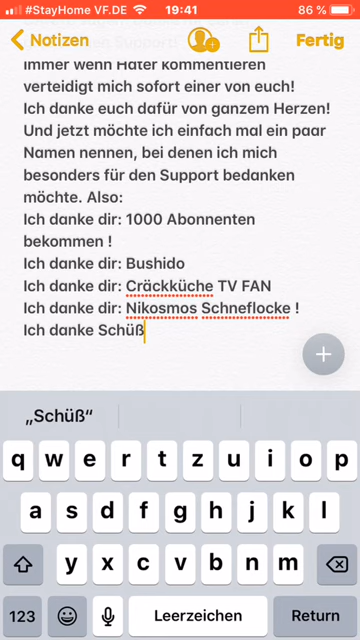 #StayHome VF.DE 19:41 86 %
Notizen Fertig
immer wenn Hater kommentieren
verteidigt mich sofort einer von euch!
Ich danke euch dafür von ganzem Herzen!
Und jetzt möchte ich einfach mal ein paar
Namen nennen, bei denen ich mich
besonders für den Support bedanken
möchte. Also:
Ich danke dir: 1000 Abonnenten
bekommen !
Ich danke dir: Bushido
Ich danke dir: Cräckküche TV FAN
Ich danke dir: Nikosmos Schneflocke !
Ich danke Schüß
„Schüß“
q w e r t z u i o p
a s d f g h j k l
y x c v b n m
123 Leerzeichen Return